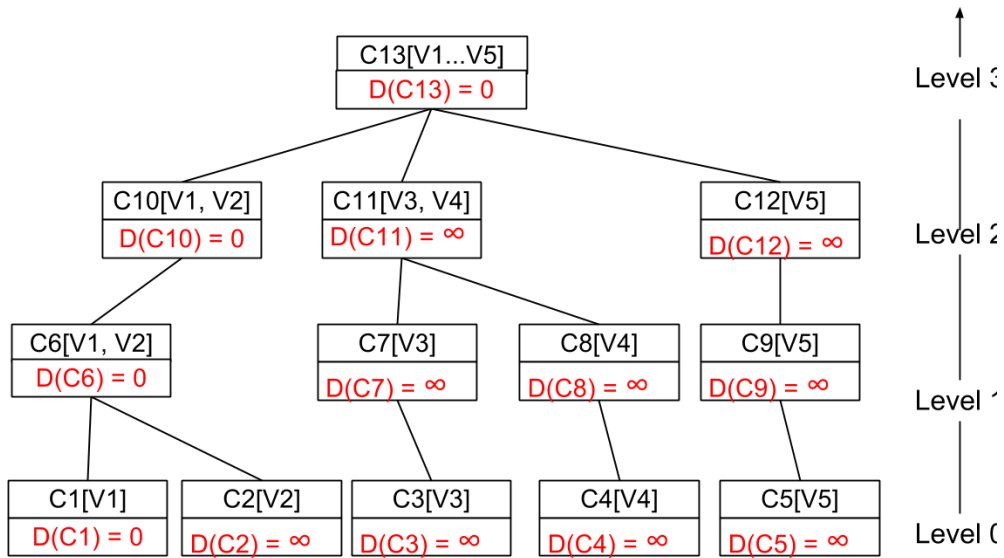 C13[V1...V5]
D(C13) = 0
Level 3
C10[V1, V2]
D(C10) = 0
C11[V3, V4]
D(C11) = ∞
C12[V5]
D(C12) = ∞
Level 2
C6[V1, V2]
D(C6) = 0
C7[V3]
D(C7) = ∞
C8[V4]
D(C8) = ∞
C9[V5]
D(C9) = ∞
Level 1
C1[V1]
D(C1) = 0
C2[V2]
D(C2) = ∞
C3[V3]
D(C3) = ∞
C4[V4]
D(C4) = ∞
C5[V5]
D(C5) = ∞
Level 0